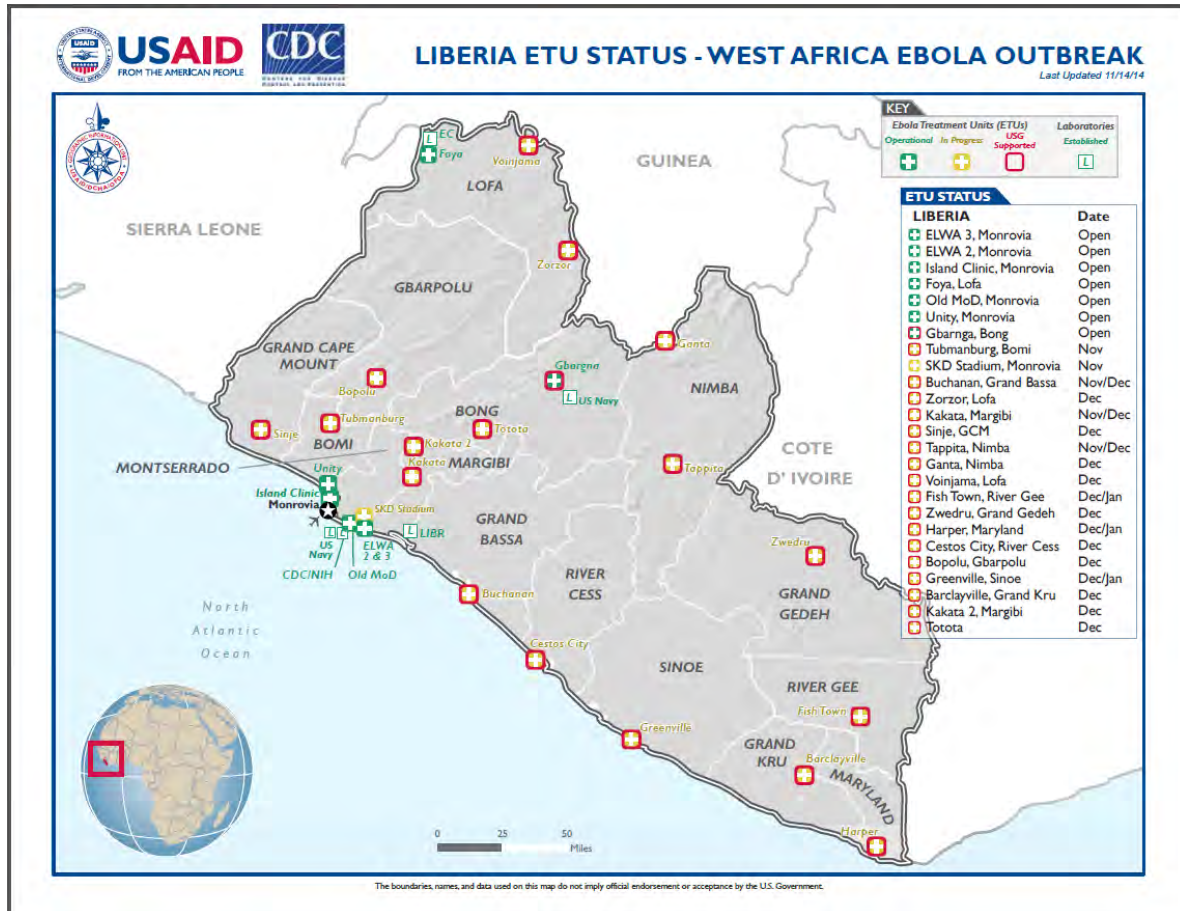 USAID
FROM THE AMERICAN PEOPLE
CDC
CENTERS FOR DISEASE
CONTROL AND PREVENTION
LIBERIA ETU STATUS - WEST AFRICA EBOLA OUTBREAK
Last Updated 11/14/14
KEY
Ebola Treatment Units (ETUs)
Laboratories
Operational
In Progress
USG
Supported
Established
L
ETU STATUS
LIBERIA Date
ELWA 3, Monrovia Open
ELWA 2, Monrovia Open
Island Clinic, Monrovia Open
Foya, Lofa Open
Old MoD, Monrovia Open
Unity, Monrovia Open
Gbarnga, Bong Open
Tubmanburg, Bomi Nov
SKD Stadium, Monrovia Nov
Buchanan, Grand Bassa Nov/Dec
Zorzor, Lofa Dec
Kakata, Margibi Nov/Dec
Sinje, GCM Dec
Tappita, Nimba Nov/Dec
Ganta, Nimba Dec
Voinjama, Lofa Dec
Fish Town, River Gee Dec/Jan
Zwedru, Grand Gedeh Dec
Harper, Maryland Dec/Jan
Cestos City, River Cess Dec
Bopolu, Gbarpolu Dec
Greenville, Sinoe Dec/Jan
Barclayville, Grand Kru Dec
Kakata 2, Margibi Dec
Totota Dec
L EC
Foya
Voinjama
LOFA
GUINEA
SIERRA LEONE
Zorzor
GBARPOLU
Ganta
GRAND CAPE
MOUNT
Gbargna
NIMBA
Bopolu
L US Navy
BONG
Tubmanburg
Totota
Sinje
BOMI
Kakata 2
COTE
D' IVOIRE
MONTSERRADO
Kakata
MARGIBI
Tappita
Unity
Island Clinic
Monrovia
SKD Stadium
GRAND
BASSA
L L
L LIBR
US
Navy
ELWA
2 & 3
CDC/NIH
Old MoD
Zwedru
RIVER
CESS
Buchanan
GRAND
GEDEH
North
Atlantic
Ocean
Cestos City
SINOE
RIVER GEE
Fish Town
Greenville
GRAND
KRU
Barclayville
MARYLAND
Harper
0 25 50
Miles
The boundaries, names, and data used on this map do not imply official endorsement or acceptance by the U.S. Government.